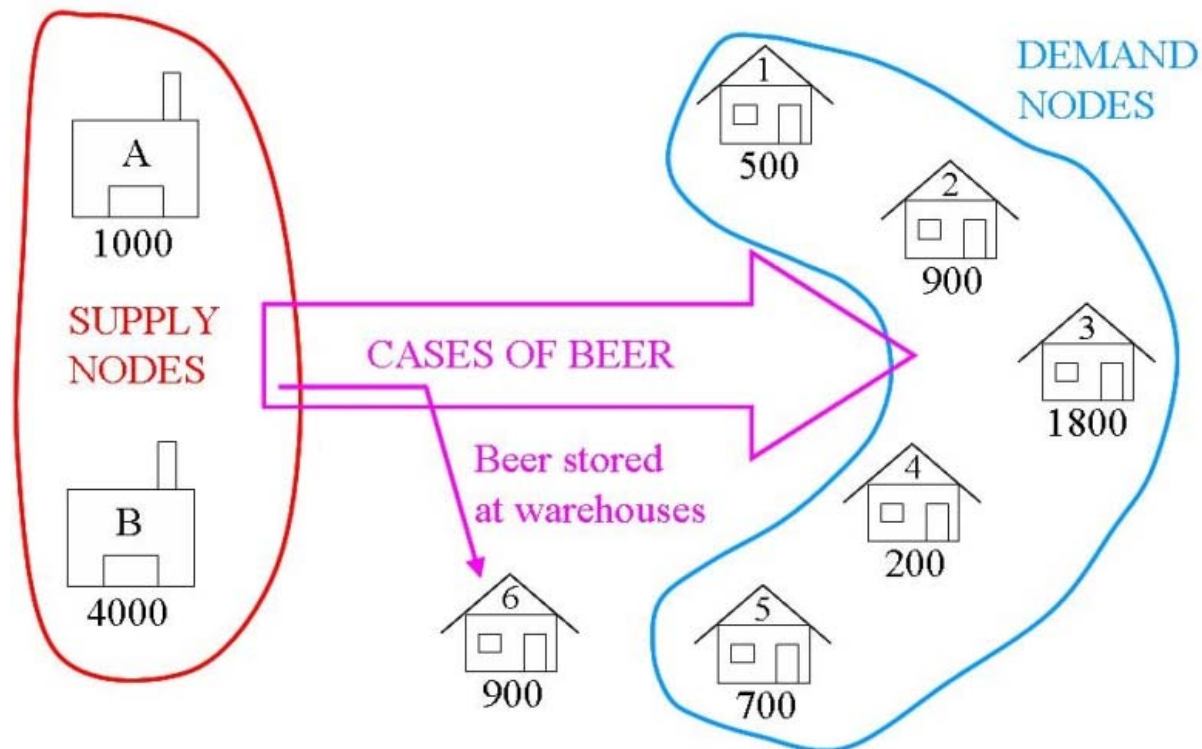 DEMAND
NODES
A
1000
SUPPLY
NODES
B
4000
CASES OF BEER
Beer stored
at warehouses
1
500
2
900
3
1800
4
200
5
700
6
900